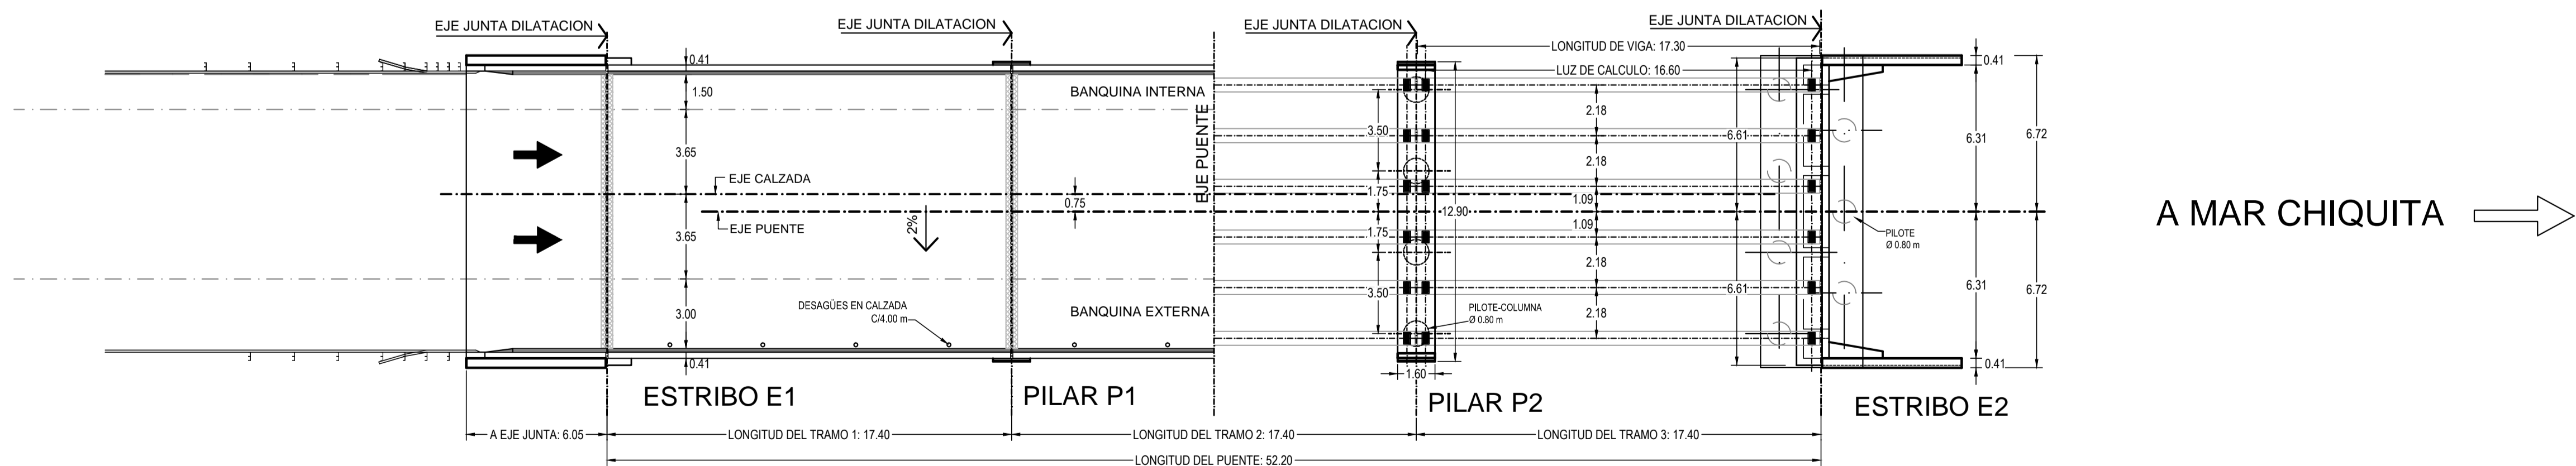 EJE JUNTA DILATACION
EJE JUNTA DILATACION
EJE JUNTA DILATACION
EJE JUNTA DILATACION
LONGITUD DE VIGA: 17.30
LUZ DE CALCULO: 16.60
0.41
1.50
3.65
3.65
3.00
0.41
BANQUINA INTERNA
EJE PUENTE
EJE CALZADA
0.75
EJE PUENTE
2%
DESAGÜES EN CALZADA
C/4.00 m
BANQUINA EXTERNA
3.50
1.75
1.75
3.50
12.90
1.60
PILOTE-COLUMNA
Ø 0.80 m
2.18
2.18
1.09
1.09
2.18
2.18
6.61
6.61
PILOTE
Ø 0.80 m
0.41
6.31
6.31
0.41
6.72
6.72
A MAR CHIQUITA
ESTRIBO E1
PILAR P1
PILAR P2
ESTRIBO E2
A EJE JUNTA: 6.05
LONGITUD DEL TRAMO 1: 17.40
LONGITUD DEL TRAMO 2: 17.40
LONGITUD DEL TRAMO 3: 17.40
LONGITUD DEL PUENTE: 52.20